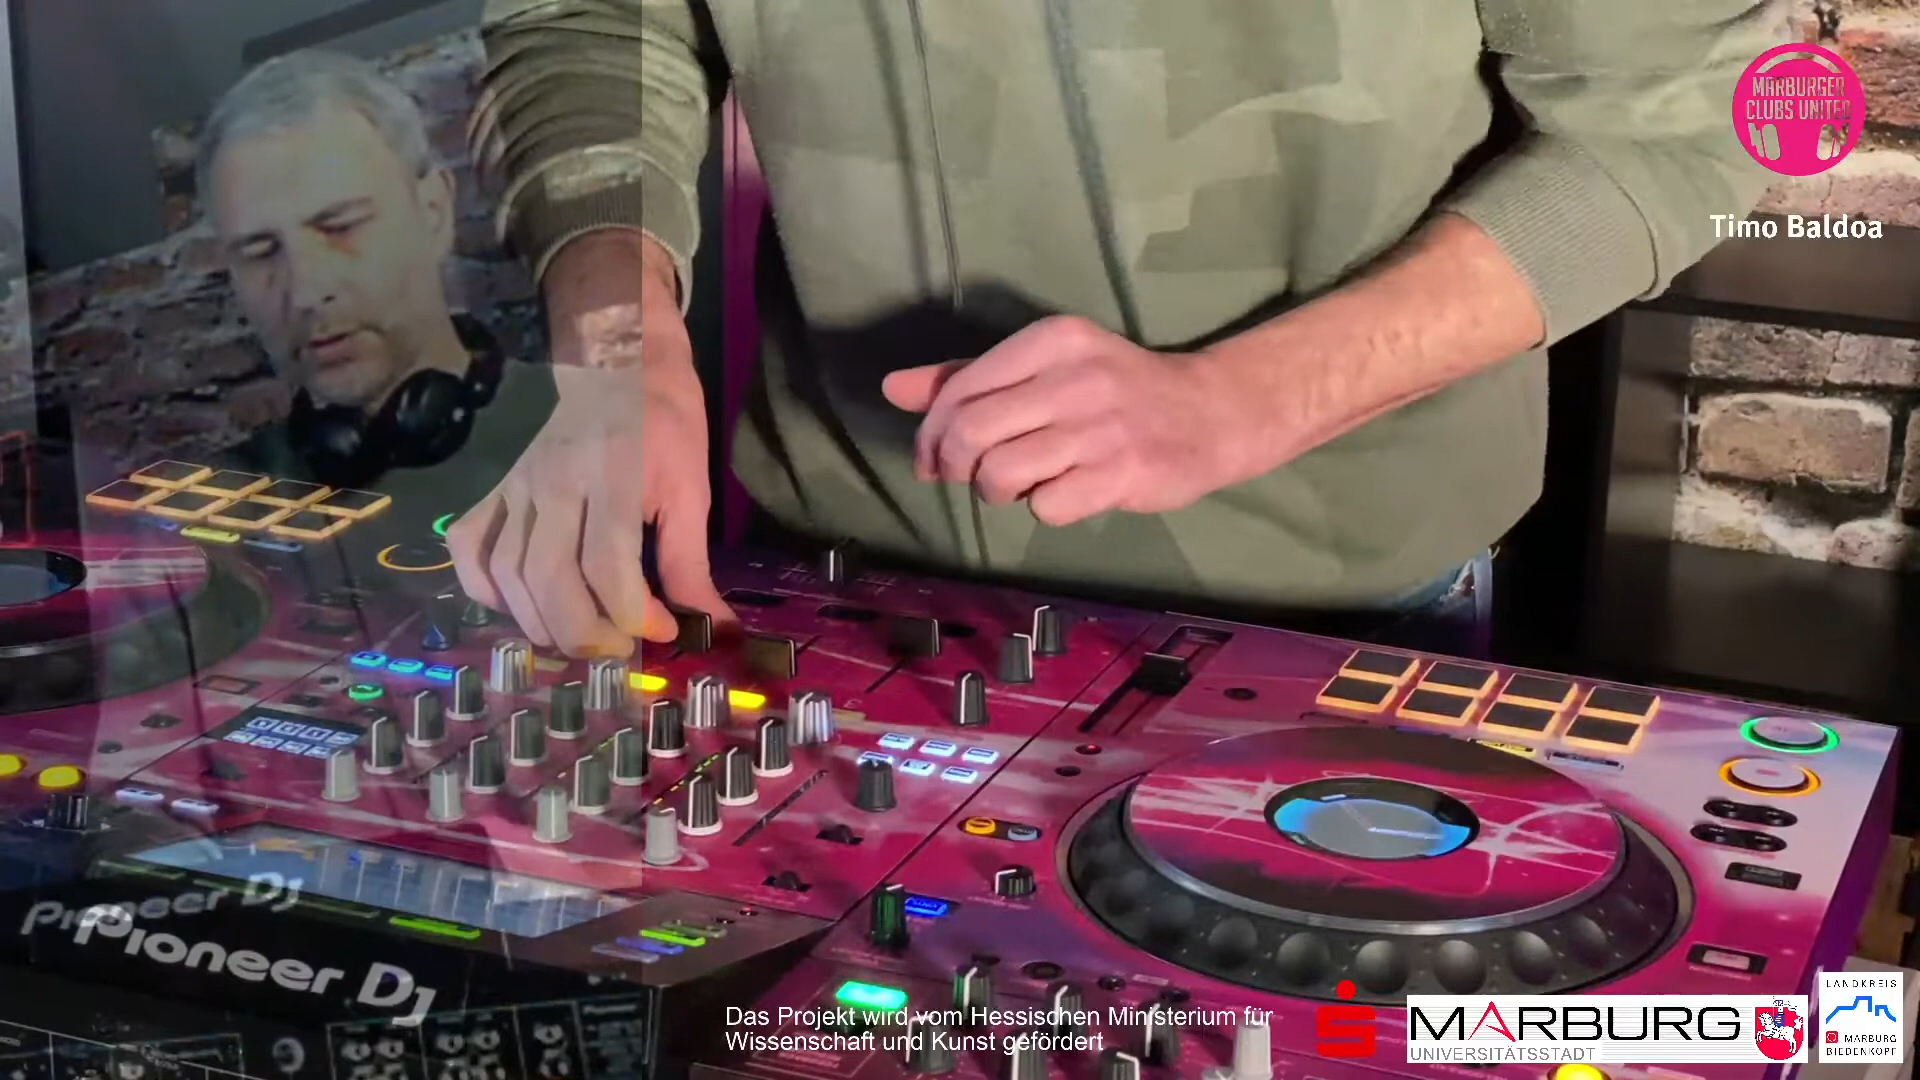 MARBURGER
CLUBS UNITED
Timo Baldoa
Pioneer DJ
Pioneer DJ
Das Projekt wird vom Hessischen Ministerium für
Wissenschaft und Kunst gefördert
MARBURG
UNIVERSITÄTSSTADT
LANDKREIS
MARBURG
BIEDENKOPF